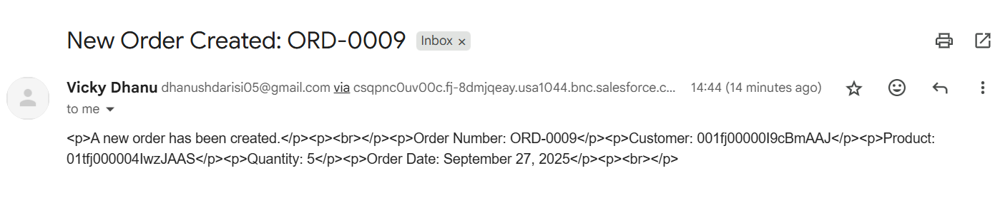 New Order Created: ORD-0009 Inbox ×
Vicky Dhanu dhanushdarisi05@gmail.com via csqpnc0uv00c.fj-8dmjqeay.usa1044.bnc.salesforce.c... 14:44 (14 minutes ago)
to me
<p>A new order has been created.</p><p><br></p><p>Order Number: ORD-0009</p><p>Customer: 001fj00000I9cBmAAJ</p><p>Product:
01tfj000004IwzJAAS</p><p>Quantity: 5</p><p>Order Date: September 27, 2025</p><p><br></p>